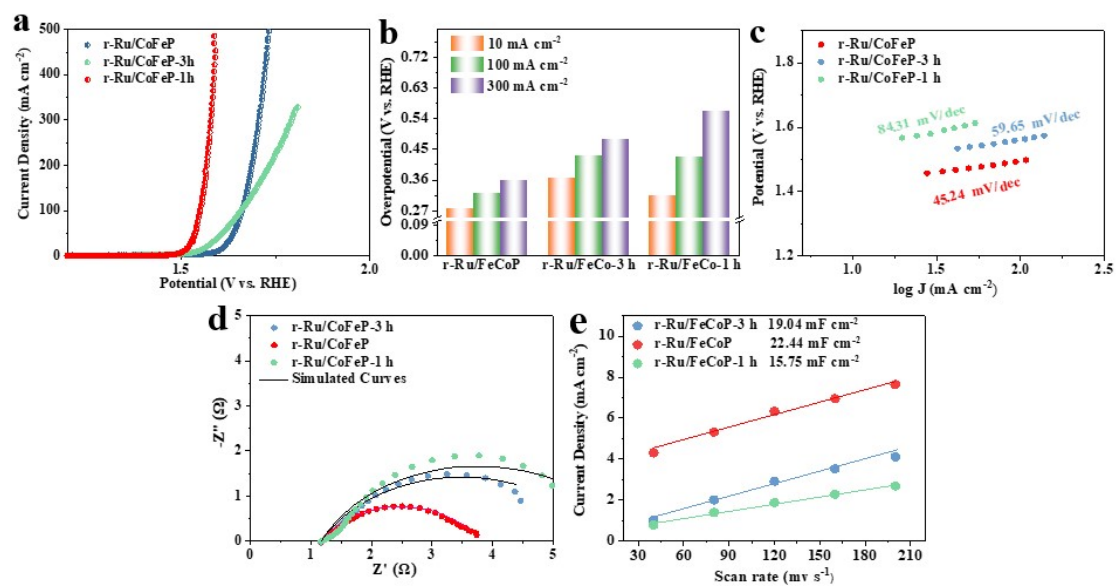 a
500
400
300
200
100
0
Current Density (mA cm⁻²)
r-Ru/CoFeP
r-Ru/CoFeP-3h
r-Ru/CoFeP-1h
1.5
2.0
Potential (V vs. RHE)
b
0.72
0.63
0.54
0.45
0.36
0.27
0.09
0.00
Overpotential (V vs. RHE)
10 mA cm⁻²
100 mA cm⁻²
300 mA cm⁻²
r-Ru/FeCoP
r-Ru/FeCo-3 h
r-Ru/FeCo-1 h
c
1.8
1.6
1.4
1.2
Potential (V vs. RHE)
r-Ru/CoFeP
r-Ru/CoFeP-3 h
r-Ru/CoFeP-1 h
84.31 mV/dec
59.65 mV/dec
45.24 mV/dec
1.0
1.5
2.0
2.5
log J (mA cm⁻²)
d
5
4
3
2
1
0
-Z'' (Ω)
r-Ru/CoFeP-3 h
r-Ru/CoFeP
r-Ru/CoFeP-1 h
Simulated Curves
0
1
2
3
4
5
Z' (Ω)
e
10
8
6
4
2
0
Current Density (mA cm⁻²)
r-Ru/FeCoP-3 h 19.04 mF cm⁻²
r-Ru/FeCoP 22.44 mF cm⁻²
r-Ru/FeCoP-1 h 15.75 mF cm⁻²
30
60
90
120
150
180
210
Scan rate (mv s⁻¹)